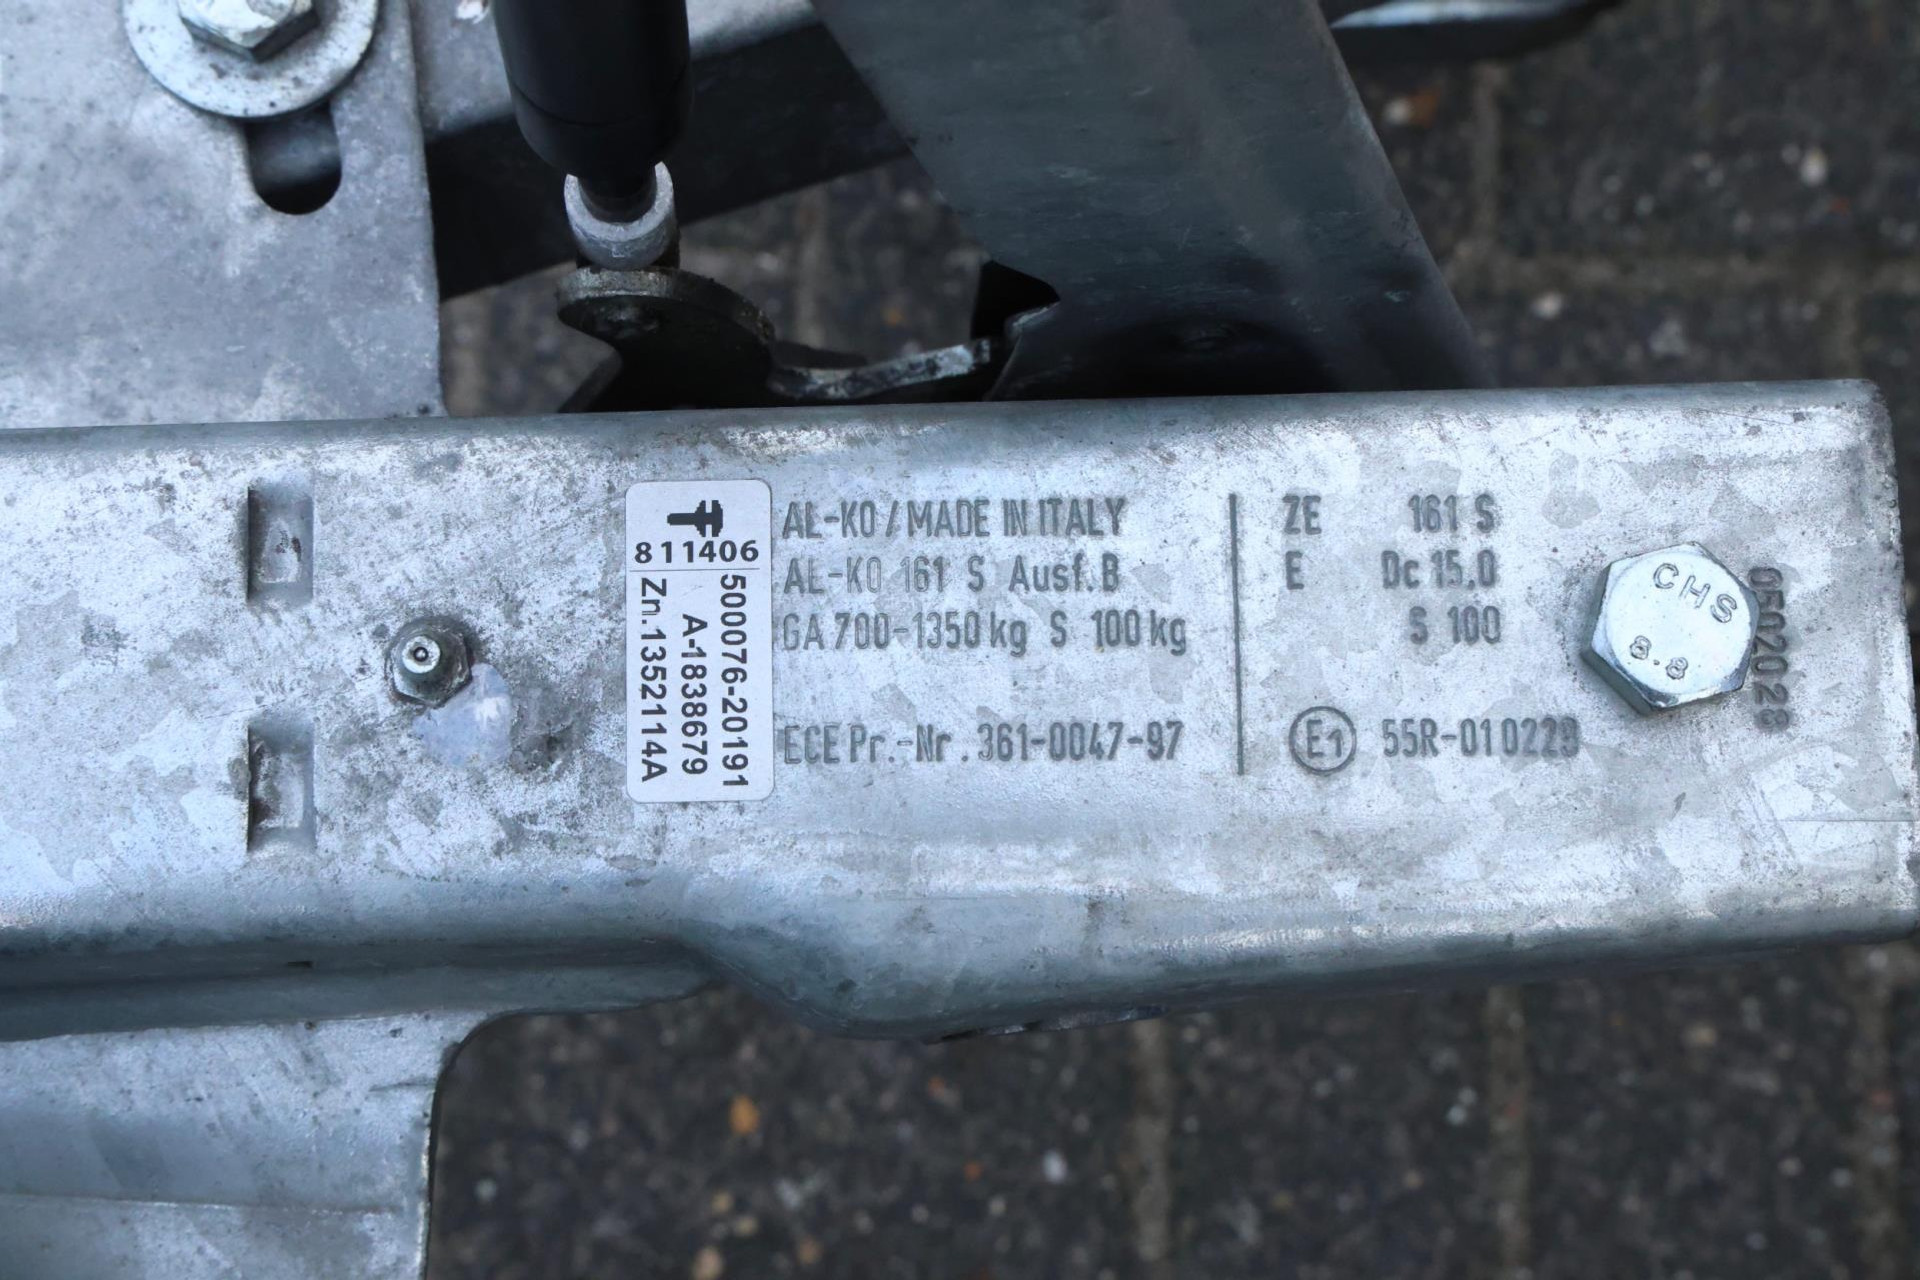 811406
500076-20191
A-1838679
Zn.1352114A
AL-KO / MADE IN ITALY
AL-KO 161 S Ausf. B
GA 700-1350 kg S 100 kg
ECE Pr.-Nr. 361-0047-97
ZE 161 S
E Dc 15,0
S 100
E1 55R-010229
CHS
8.8